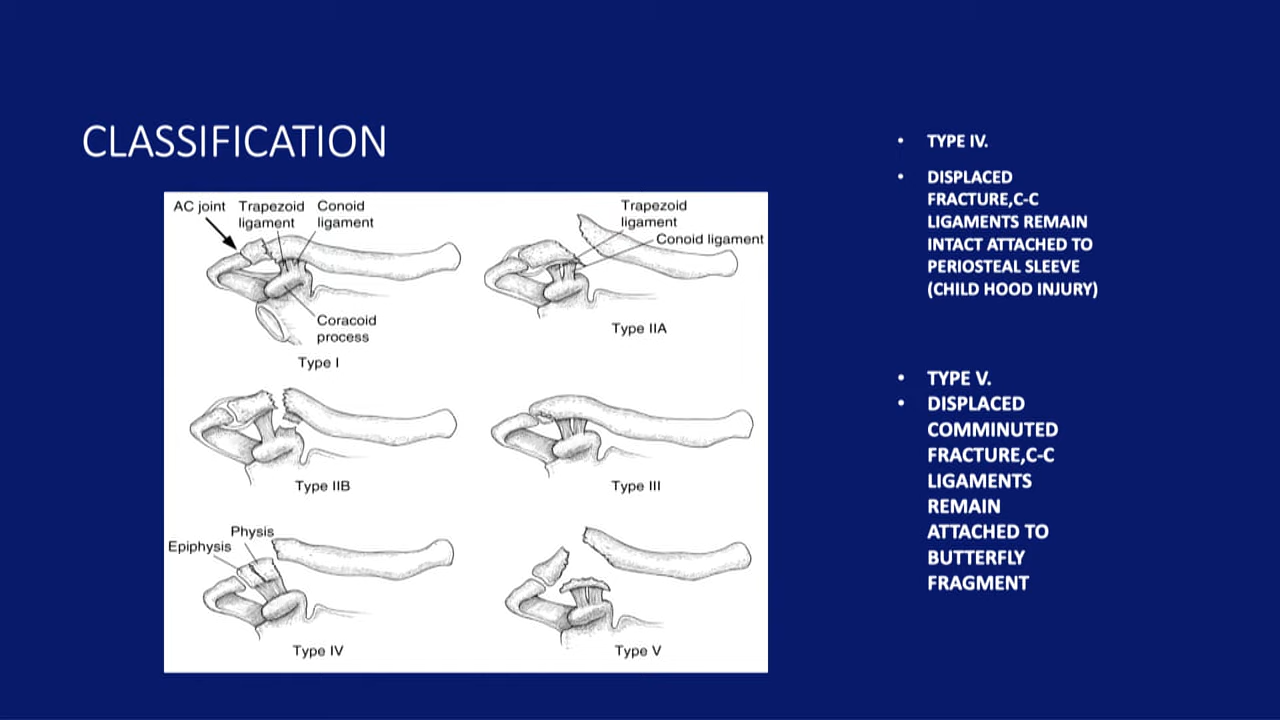 CLASSIFICATION
AC joint Trapezoid ligament Conoid ligament
Coracoid process
Type I
Trapezoid ligament
Conoid ligament
Type IIA
Type IIB
Type III
Physis
Epiphysis
Type IV
Type V
• TYPE IV.
• DISPLACED
FRACTURE,C-C
LIGAMENTS REMAIN
INTACT ATTACHED TO
PERIOSTEAL SLEEVE
(CHILD HOOD INJURY)
• TYPE V.
• DISPLACED
COMMINUTED
FRACTURE,C-C
LIGAMENTS
REMAIN
ATTACHED TO
BUTTERFLY
FRAGMENT